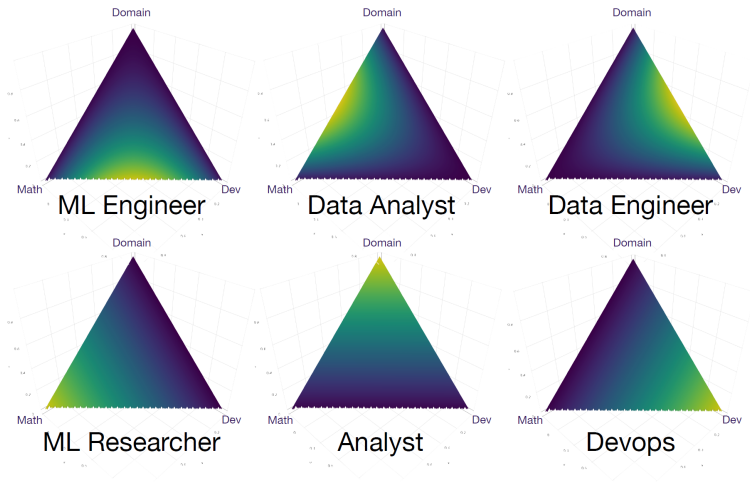 Domain
Domain
Domain
Math
Dev
Math
Dev
Math
Dev
ML Engineer
Data Analyst
Data Engineer
Domain
Domain
Domain
Math
Dev
Math
Dev
Math
Dev
ML Researcher
Analyst
Devops